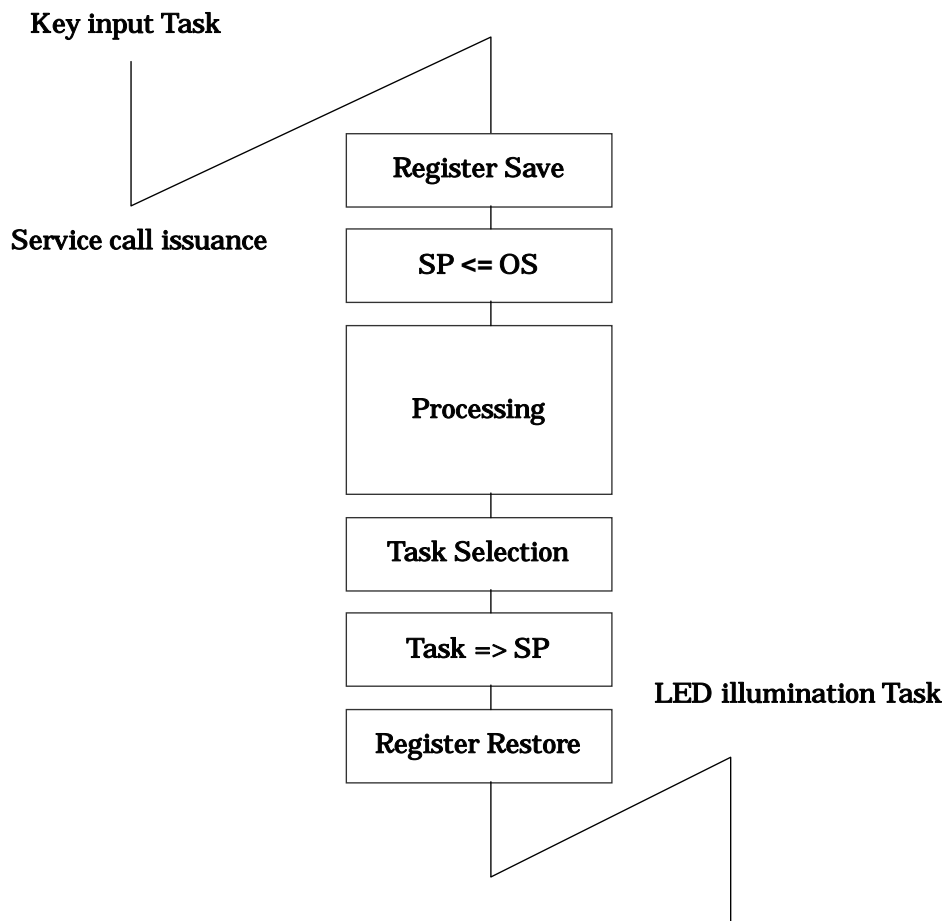 Key input Task
Register Save
Service call issuance
SP <= OS
Processing
Task Selection
Task => SP
LED illumination Task
Register Restore